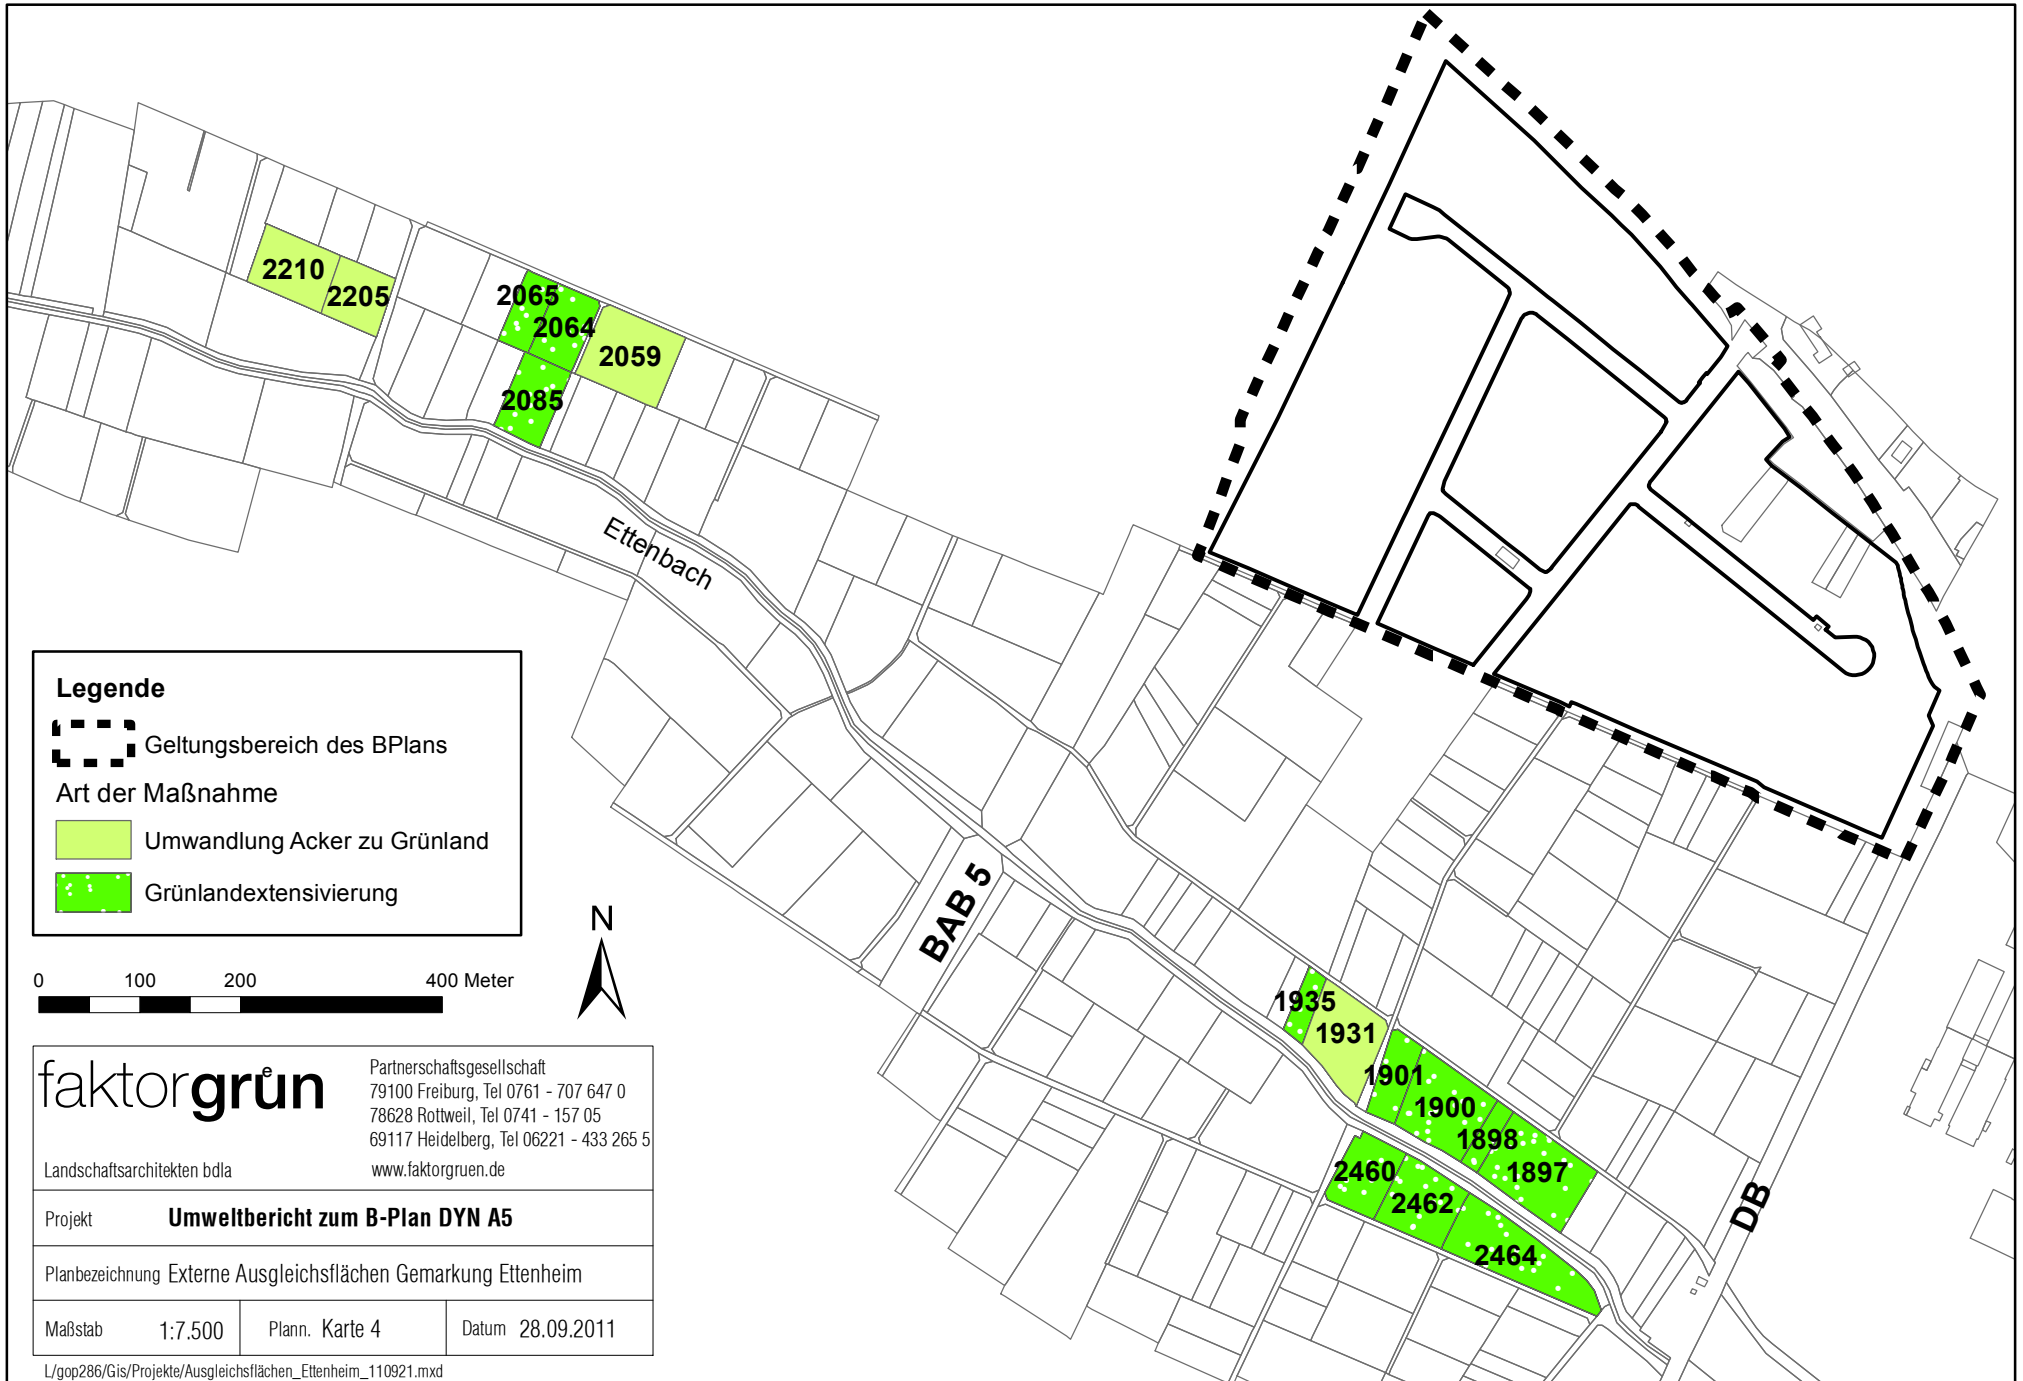 2210
2205
2065
2064
2059
2085
Ettenbach
Legende
Geltungsbereich des BPlans
Art der Maßnahme
Umwandlung Acker zu Grünland
Grünlandextensivierung
BAB 5
N
0 100 200 400 Meter
1935
1931
1901
1900
1898
1897
2460
2462
2464
DB
faktorgrün
Partnerschaftsgesellschaft
79100 Freiburg, Tel 0761 - 707 647 0
78628 Rottweil, Tel 0741 - 157 05
69117 Heidelberg, Tel 06221 - 433 265 5
Landschaftsarchitekten bdla
www.faktorgruen.de
Projekt Umweltbericht zum B-Plan DYN A5
Planbezeichnung Externe Ausgleichsflächen Gemarkung Ettenheim
Maßstab 1:7.500 Plann. Karte 4 Datum 28.09.2011
L/gop286/Gis/Projekte/Ausgleichsflächen_Ettenheim_110921.mxd